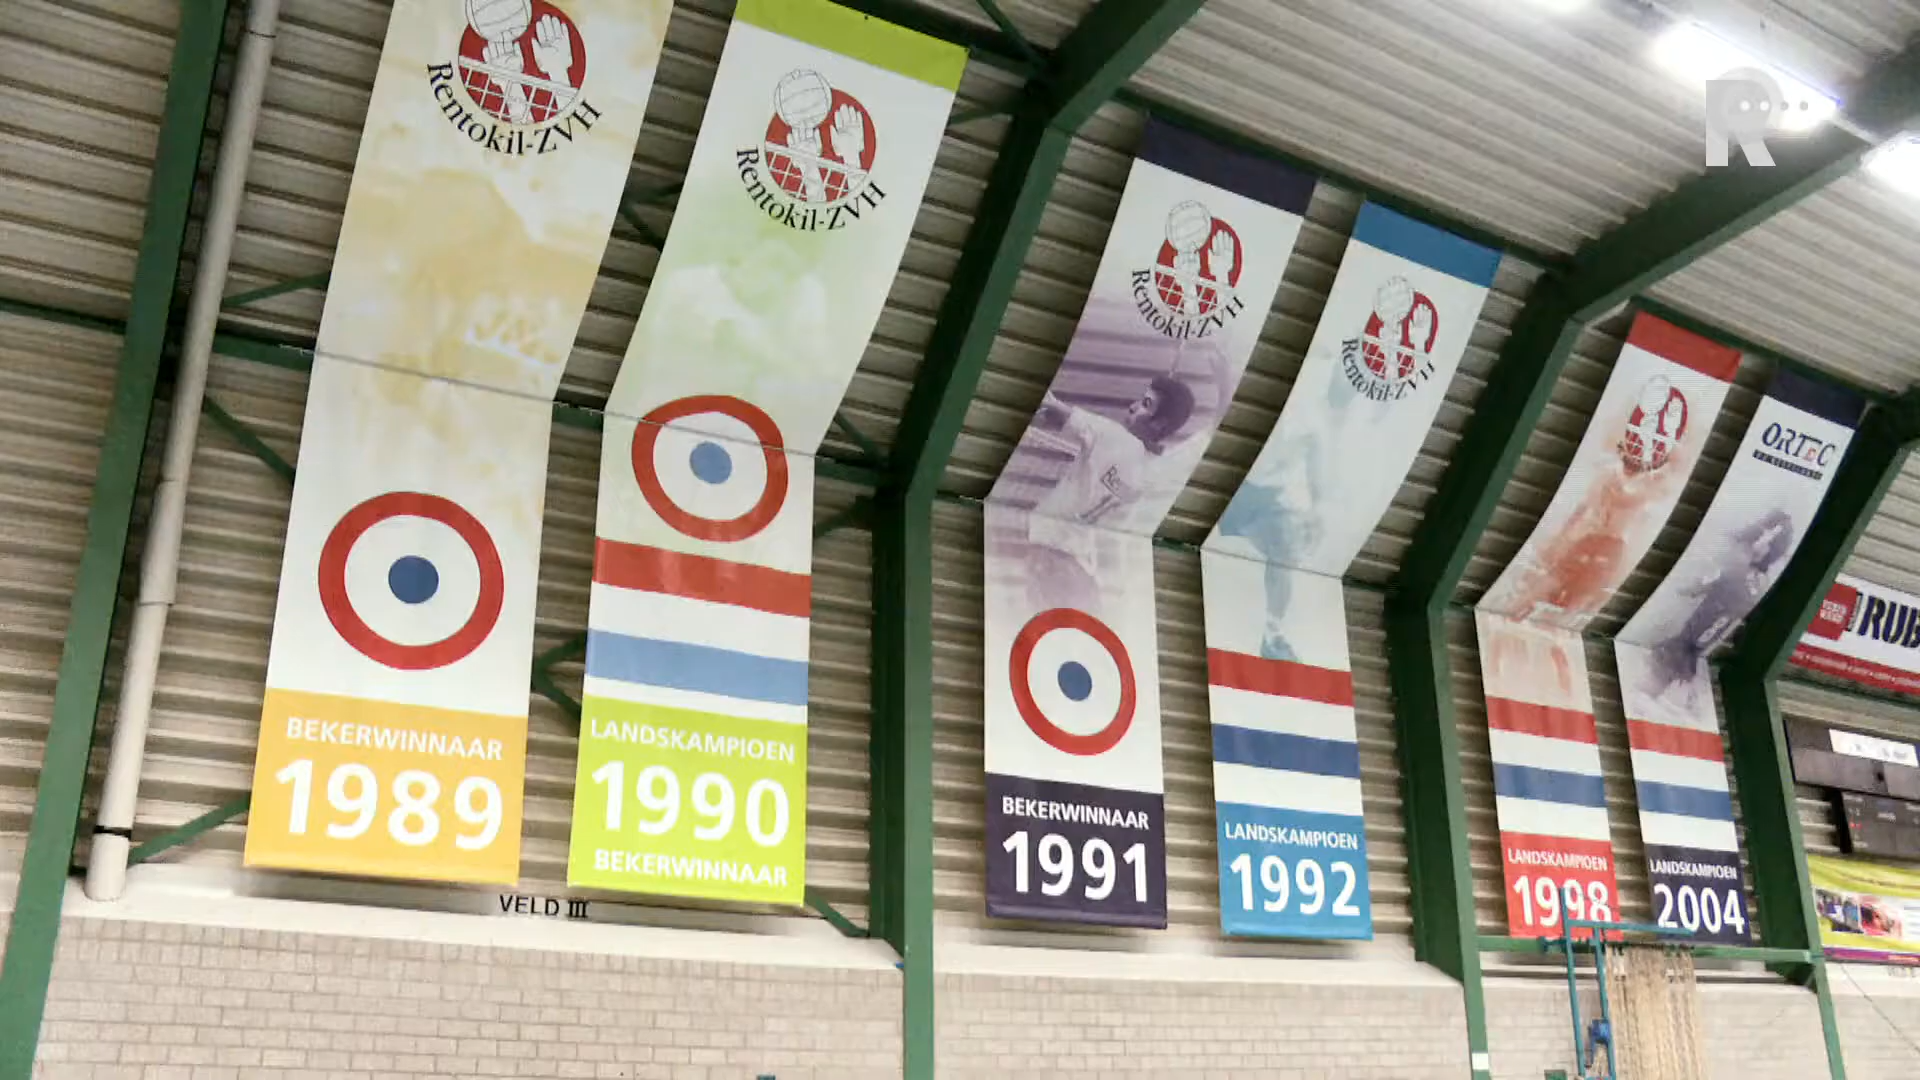 Rentokil-ZVH
BEKERWINNAAR
1989
Rentokil-ZVH
LANDSKAMPIOEN
1990
BEKERWINNAAR
Rentokil-ZVH
BEKERWINNAAR
1991
Rentokil-ZVH
LANDSKAMPIOEN
1992
LANDSKAMPIOEN
1998
ORTEC
LANDSKAMPIOEN
2004
VELD III
RUB
R